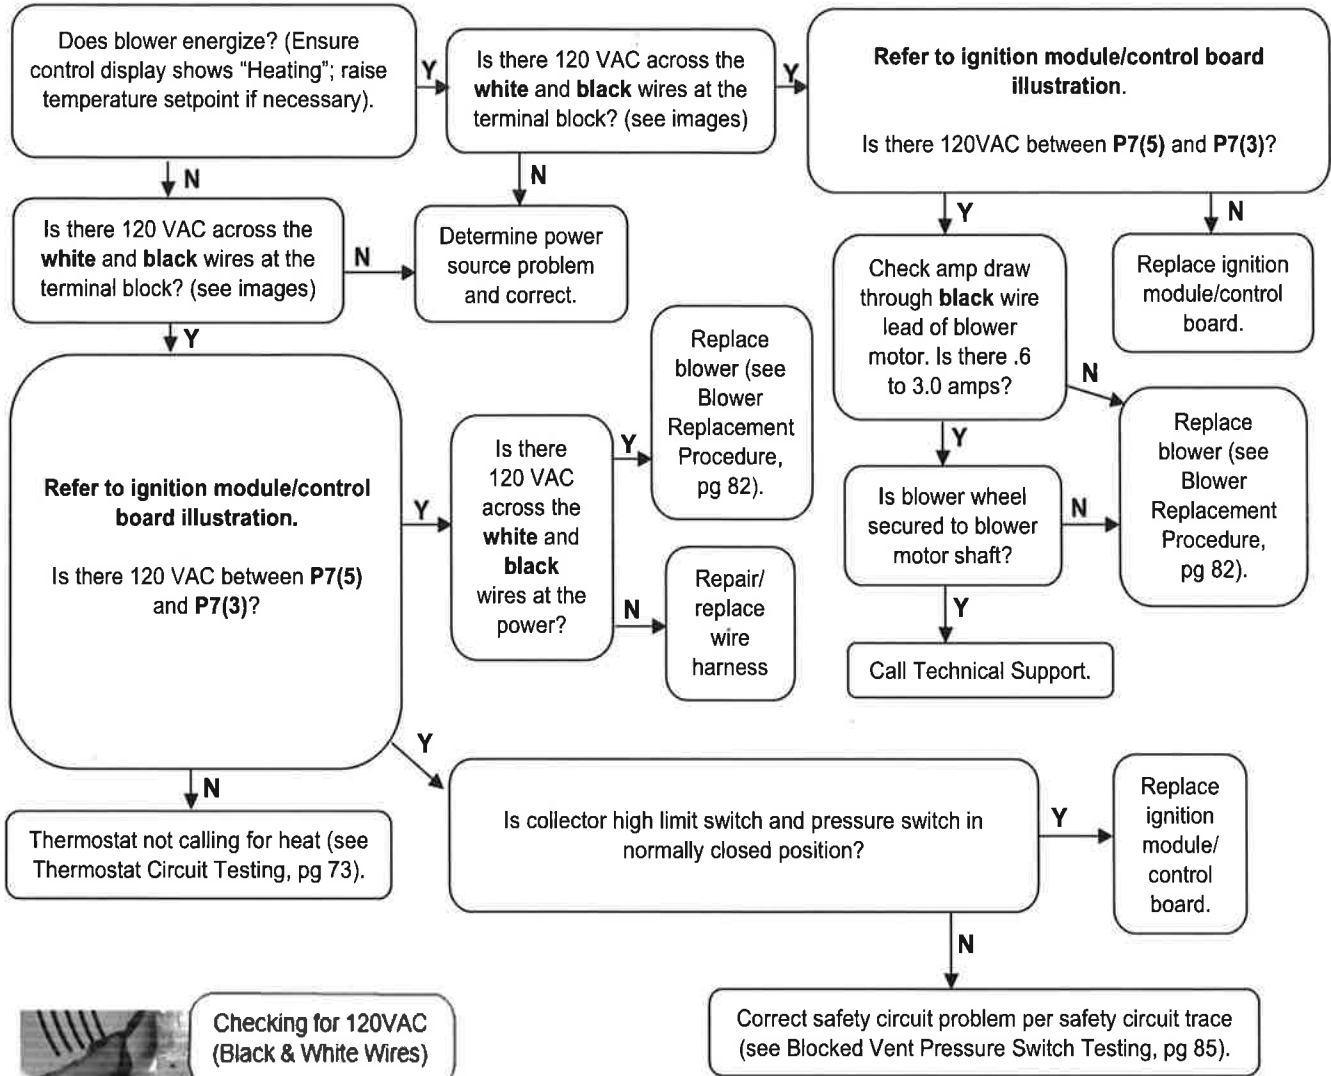 Does blower energize? (Ensure
control display shows "Heating"; raise
temperature setpoint if necessary).
Y
Is there 120 VAC across the
white and black wires at the
terminal block? (see images)
Y
Refer to ignition module/control board
illustration.
Is there 120VAC between P7(5) and P7(3)?
N
N
Y
N
Is there 120 VAC across the
white and black wires at the
terminal block? (see images)
N
Determine power
source problem
and correct.
Check amp draw
through black wire
lead of blower
motor. Is there .6
to 3.0 amps?
Replace ignition
module/control
board.
Y
N
Y
Refer to ignition module/control
board illustration.
Is there 120 VAC between P7(5)
and P7(3)?
Y
Is there
120 VAC
across the
white and
black
wires at the
power?
Y
Replace
blower (see
Blower
Replacement
Procedure,
pg 82).
N
Repair/
replace
wire
harness
Is blower wheel
secured to blower
motor shaft?
N
Replace
blower (see
Blower
Replacement
Procedure,
pg 82).
Y
Call Technical Support.
Y
N
Thermostat not calling for heat (see
Thermostat Circuit Testing, pg 73).
Is collector high limit switch and pressure switch in
normally closed position?
Y
Replace
ignition
module/
control
board.
N
Correct safety circuit problem per safety circuit trace
(see Blocked Vent Pressure Switch Testing, pg 85).
Checking for 120VAC
(Black & White Wires)